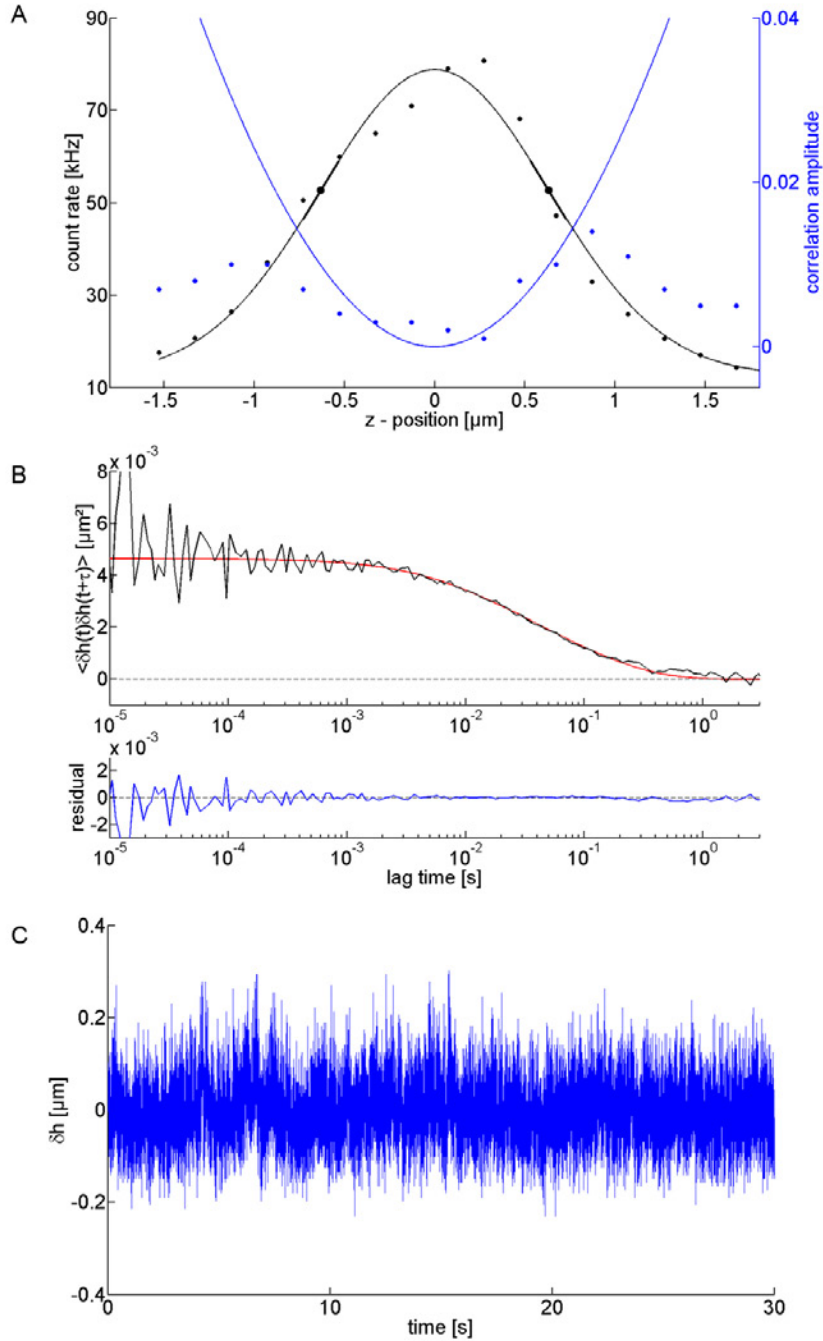 A
90
70
50
30
10
count rate [kHz]
0.04
0.02
0
correlation amplitude
-1.5 -1 -0.5 0 0.5 1 1.5
z - position [µm]
B
x 10⁻³
8
6
4
2
0
<δh(t)δh(t+τ)> [µm²]
10⁻⁵ 10⁻⁴ 10⁻³ 10⁻² 10⁻¹ 10⁰
x 10⁻³
2
0
-2
residual
10⁻⁵ 10⁻⁴ 10⁻³ 10⁻² 10⁻¹ 10⁰
lag time [s]
C
0.4
0.2
0
-0.2
-0.4
δh [µm]
0 10 20 30
time [s]